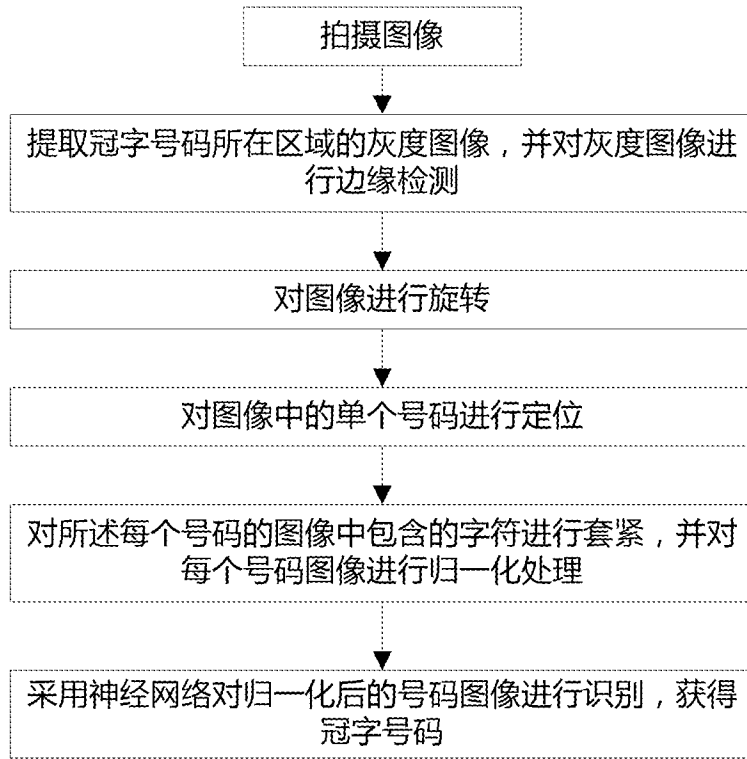 拍摄图像
提取冠字号码所在区域的灰度图像，并对灰度图像进
行边缘检测
对图像进行旋转
对图像中的单个号码进行定位
对所述每个号码的图像中包含的字符进行套紧，并对
每个号码图像进行归一化处理
采用神经网络对归一化后的号码图像进行识别，获得
冠字号码